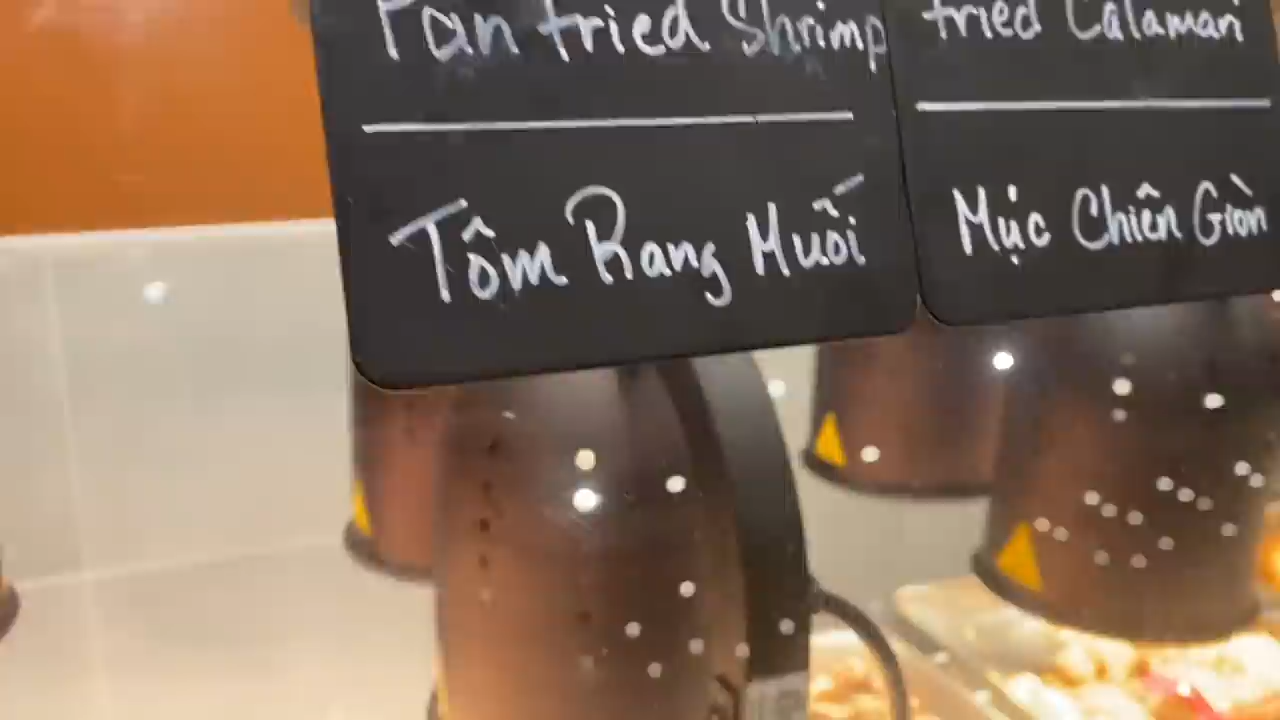 Pan fried Shrimp
Tôm Rang Muối
fried Calamari
Mực Chiên Giòn